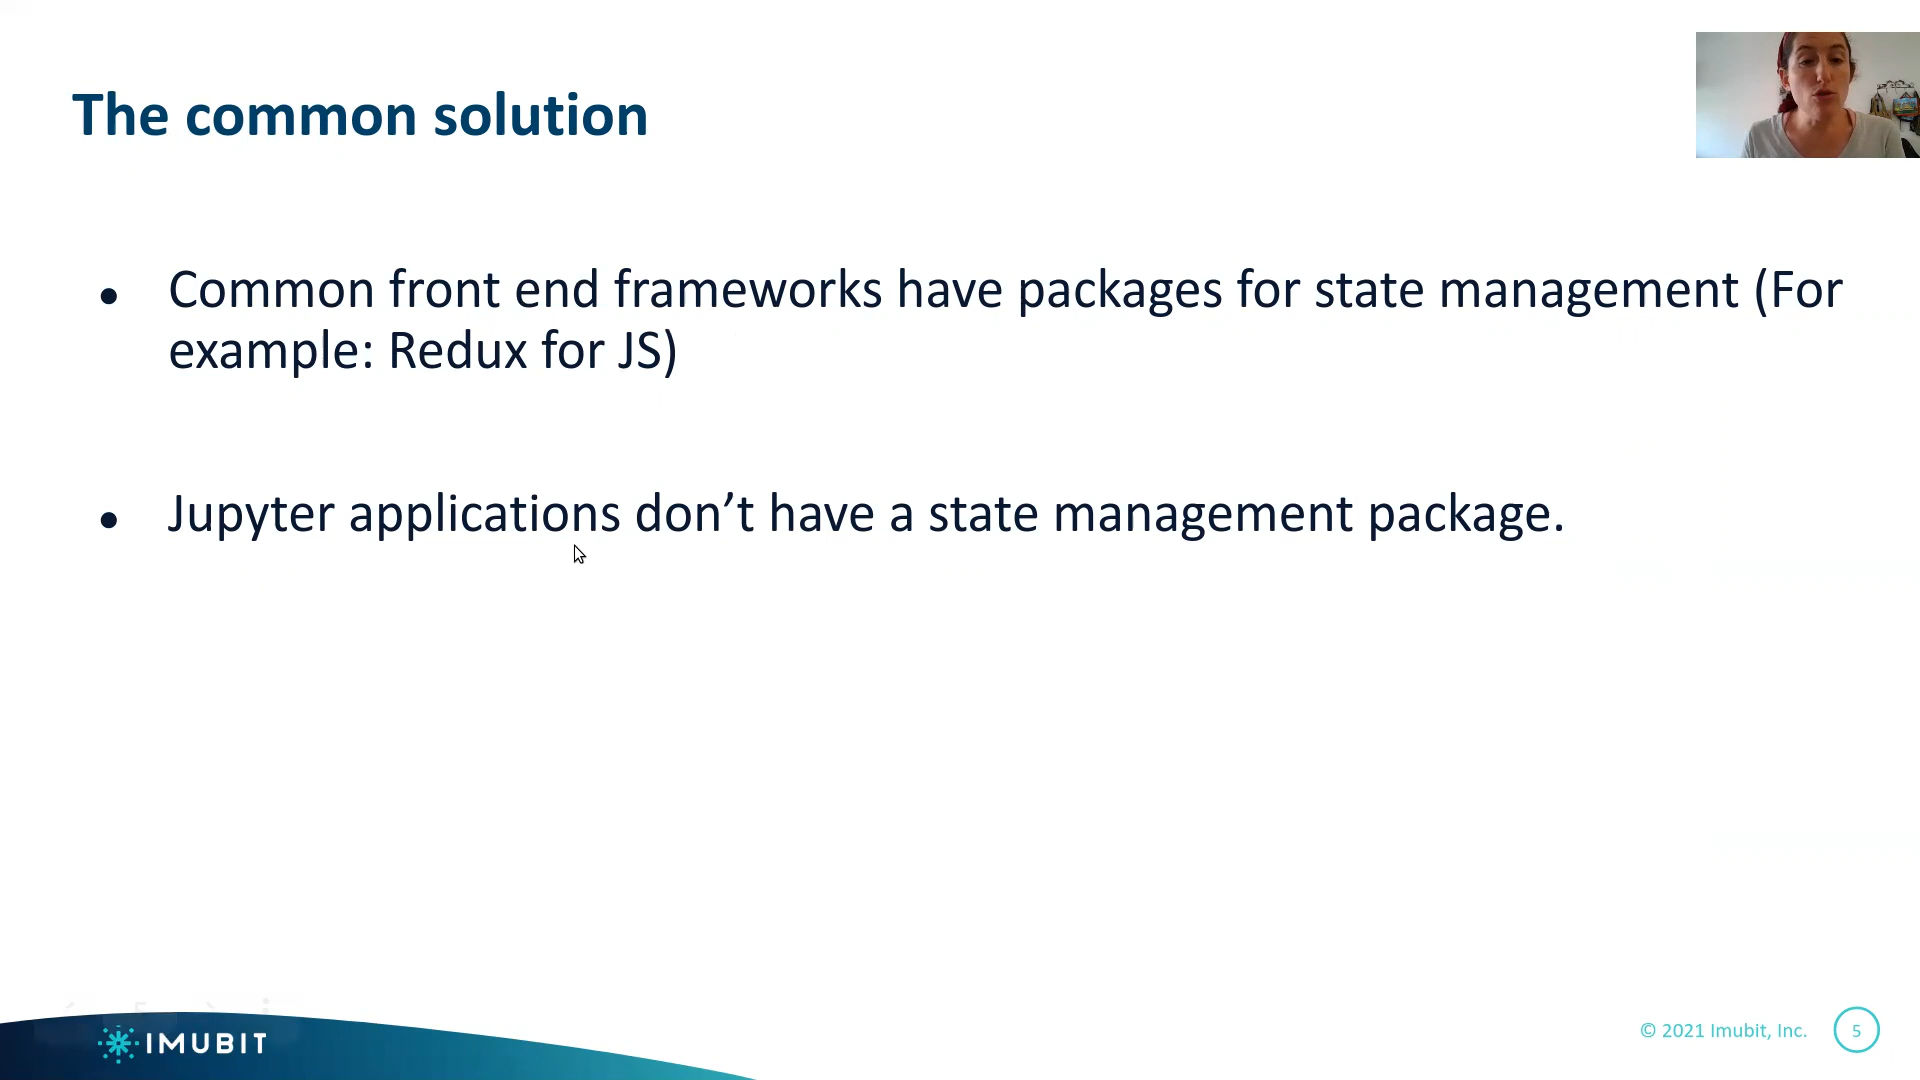 The common solution
● Common front end frameworks have packages for state management (For
example: Redux for JS)
● Jupyter applications don’t have a state management package.
IMUBIT
© 2021 Imubit, Inc.
5